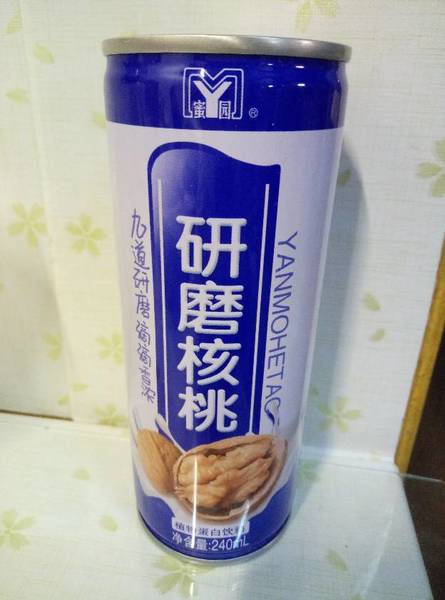 MY
蜜园®
研磨核桃
YANMOHETAO
九道研磨 滴滴香浓
植物蛋白饮料
净含量:240mL